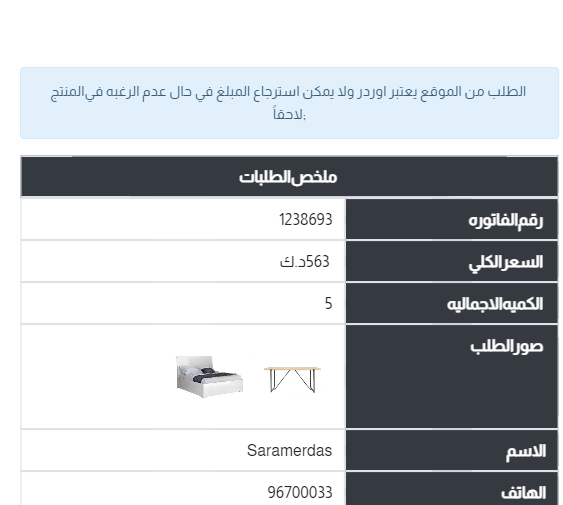 الطلب من الموقع يعتبر اوردر ولا يمكن استرجاع المبلغ في حال عدم الرغبه في المنتج
لاحقاً;
ملخص الطلبات
رقم الفاتوره 1238693
السعر الكلي 563د.ك
الكميه الاجماليه 5
صور الطلب
الاسم Saramerdas
الهاتف 96700033